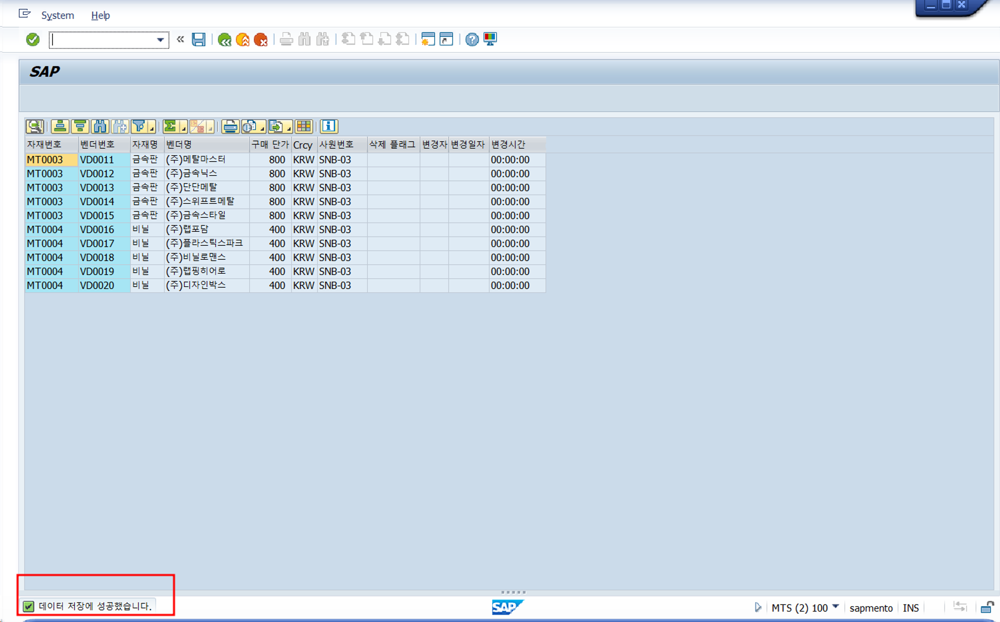 System Help
SAP
자재번호 벤더번호 자재명 벤더명 구매 단가 Crcy 사원번호 삭제 플래그 변경자 변경일자 변경시간
MT0003 VD0011 금속판 (주)메탈마스터 800 KRW SNB-03 00:00:00
MT0003 VD0012 금속판 (주)금속닉스 800 KRW SNB-03 00:00:00
MT0003 VD0013 금속판 (주)단단메탈 800 KRW SNB-03 00:00:00
MT0003 VD0014 금속판 (주)스위프트메탈 800 KRW SNB-03 00:00:00
MT0003 VD0015 금속판 (주)금속스타일 800 KRW SNB-03 00:00:00
MT0004 VD0016 비닐 (주)랩포담 400 KRW SNB-03 00:00:00
MT0004 VD0017 비닐 (주)플라스틱스파크 400 KRW SNB-03 00:00:00
MT0004 VD0018 비닐 (주)비닐로맨스 400 KRW SNB-03 00:00:00
MT0004 VD0019 비닐 (주)랩핑히어로 400 KRW SNB-03 00:00:00
MT0004 VD0020 비닐 (주)디자인박스 400 KRW SNB-03 00:00:00
데이터 저장에 성공했습니다. SAP MTS (2) 100 sapmento INS